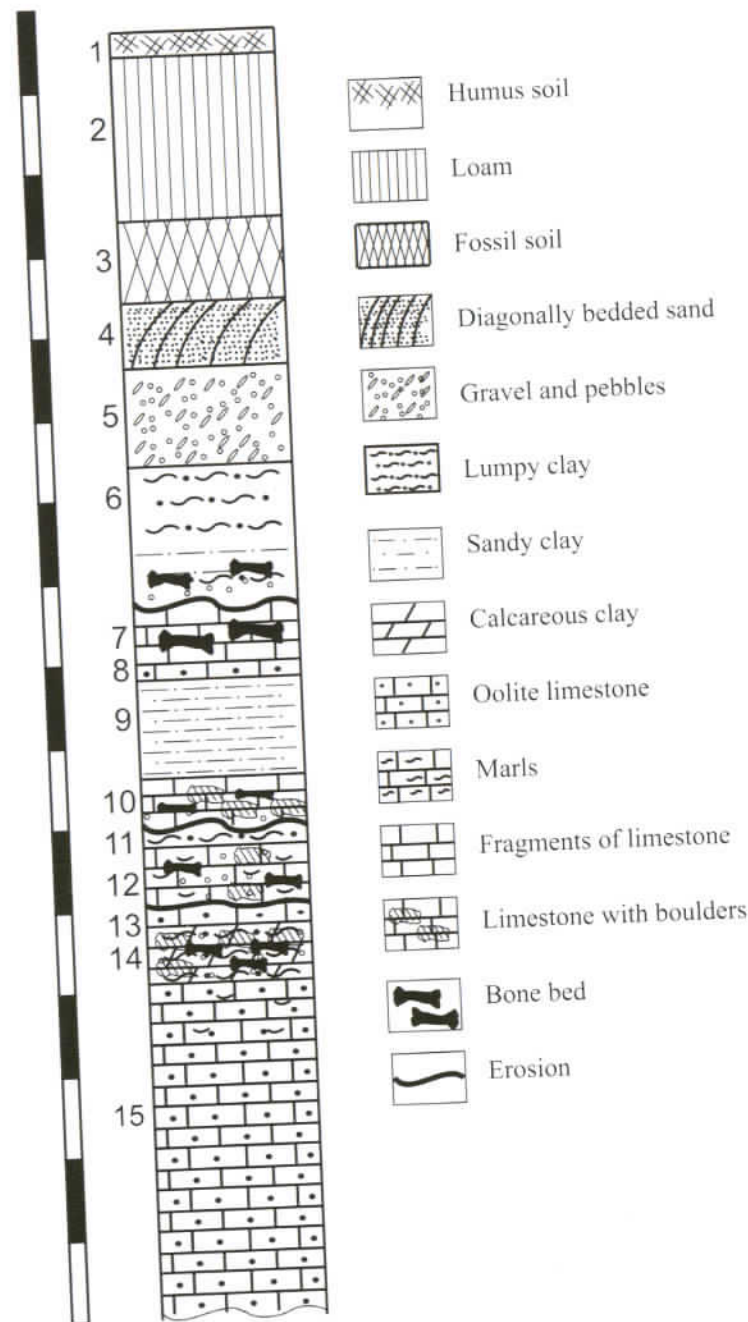 1
2
3
4
5
6
7
8
9
10
11
12
13
14
15
Humus soil
Loam
Fossil soil
Diagonally bedded sand
Gravel and pebbles
Lumpy clay
Sandy clay
Calcareous clay
Oolite limestone
Marls
Fragments of limestone
Limestone with boulders
Bone bed
Erosion